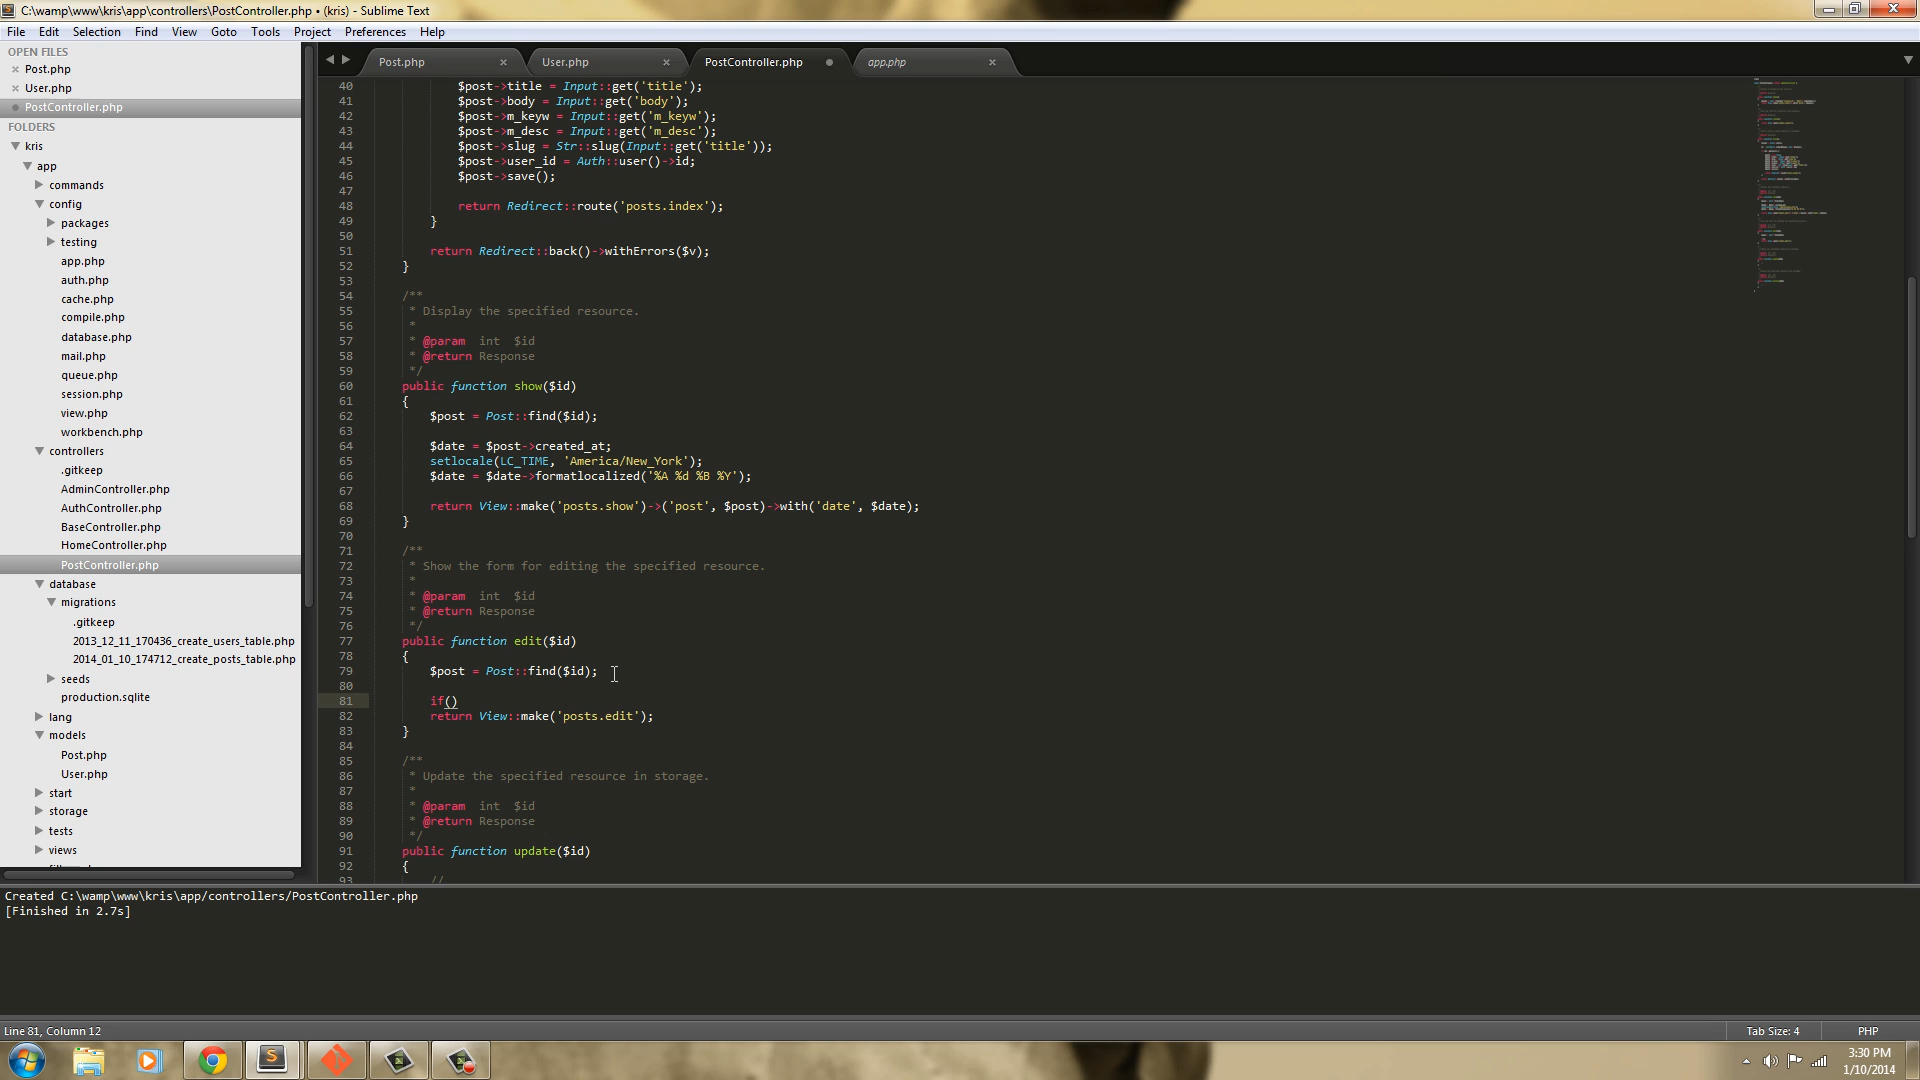 C:\wamp\www\kris\app\controllers\PostController.php • (kris) - Sublime Text
File Edit Selection Find View Goto Tools Project Preferences Help
OPEN FILES
Post.php
User.php
PostController.php
FOLDERS
kris
app
commands
config
packages
testing
app.php
auth.php
cache.php
compile.php
database.php
mail.php
queue.php
session.php
view.php
workbench.php
controllers
.gitkeep
AdminController.php
AuthController.php
BaseController.php
HomeController.php
PostController.php
database
migrations
.gitkeep
2013_12_11_170436_create_users_table.php
2014_01_10_174712_create_posts_table.php
seeds
production.sqlite
lang
models
Post.php
User.php
start
storage
tests
views
Post.php User.php PostController.php app.php
40 $post->title = Input::get('title');
41 $post->body = Input::get('body');
42 $post->m_keyw = Input::get('m_keyw');
43 $post->m_desc = Input::get('m_desc');
44 $post->slug = Str::slug(Input::get('title'));
45 $post->user_id = Auth::user()->id;
46 $post->save();
47
48 return Redirect::route('posts.index');
49 }
50
51 return Redirect::back()->withErrors($v);
52 }
53
54 /**
55 * Display the specified resource.
56 *
57 * @param int $id
58 * @return Response
59 */
60 public function show($id)
61 {
62 $post = Post::find($id);
63
64 $date = $post->created_at;
65 setlocale(LC_TIME, 'America/New_York');
66 $date = $date->formatlocalized('%A %d %B %Y');
67
68 return View::make('posts.show')->('post', $post)->with('date', $date);
69 }
70
71 /**
72 * Show the form for editing the specified resource.
73 *
74 * @param int $id
75 * @return Response
76 */
77 public function edit($id)
78 {
79 $post = Post::find($id);
80
81 if()
82 return View::make('posts.edit');
83 }
84
85 /**
86 * Update the specified resource in storage.
87 *
88 * @param int $id
89 * @return Response
90 */
91 public function update($id)
92 {
93 //
Created C:\wamp\www\kris\app/controllers/PostController.php
[Finished in 2.7s]
Line 81, Column 12 Tab Size: 4 PHP
3:30 PM
1/10/2014